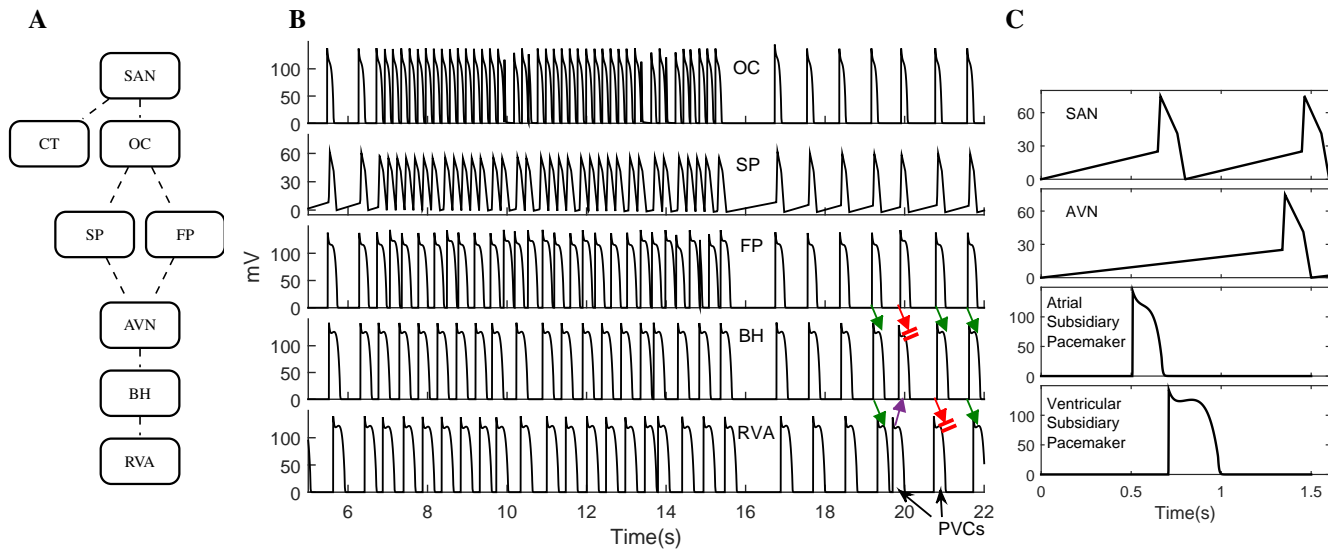 A
SAN
CT
OC
SP
FP
AVN
BH
RVA
B
mV
100
50
0
OC
60
30
0
SP
100
50
0
FP
100
50
0
BH
100
50
0
RVA
6 8 10 12 14 16 18 20 22
Time(s)
PVCs
C
60
30
0
SAN
60
30
0
AVN
100
50
0
Atrial
Subsidiary
Pacemaker
100
50
0
Ventricular
Subsidiary
Pacemaker
0 0.5 1 1.5
Time(s)